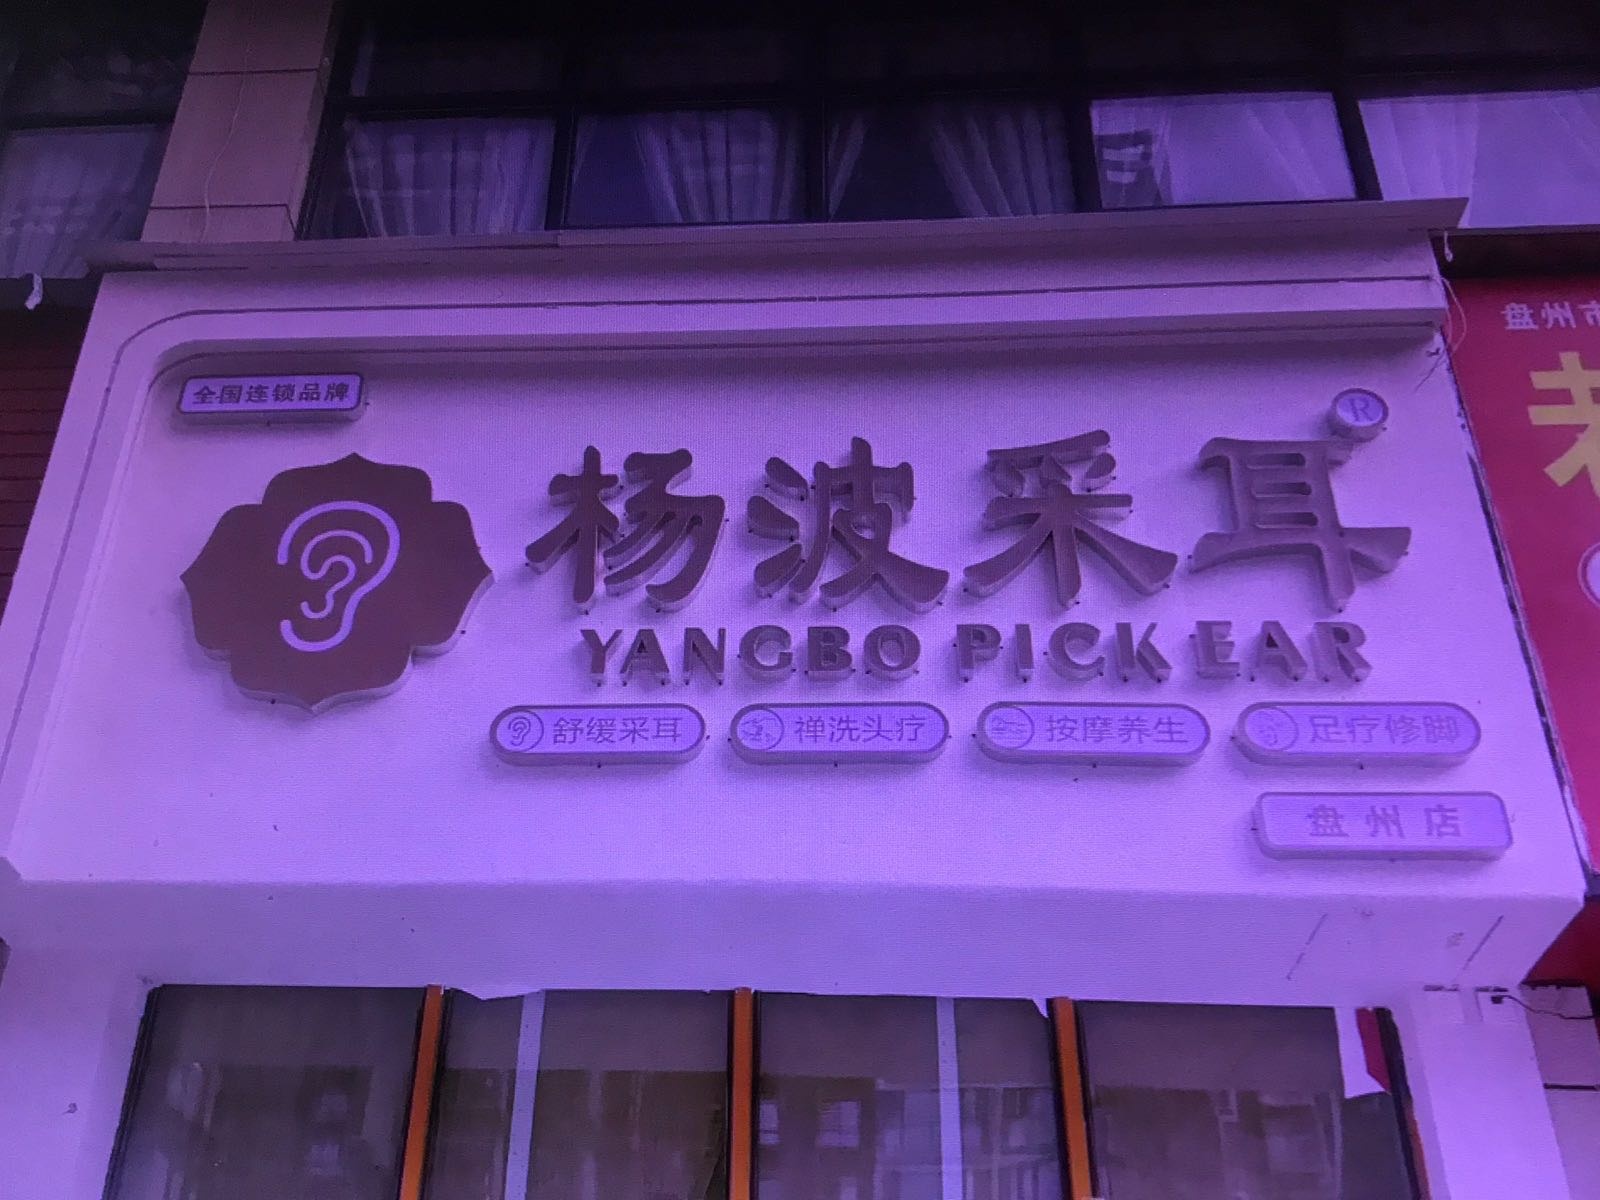 全国连锁品牌
杨波采耳®
YANGBO PICK EAR
舒缓采耳 禅洗头疗 按摩养生 足疗修脚
盘州店
盘州市
老